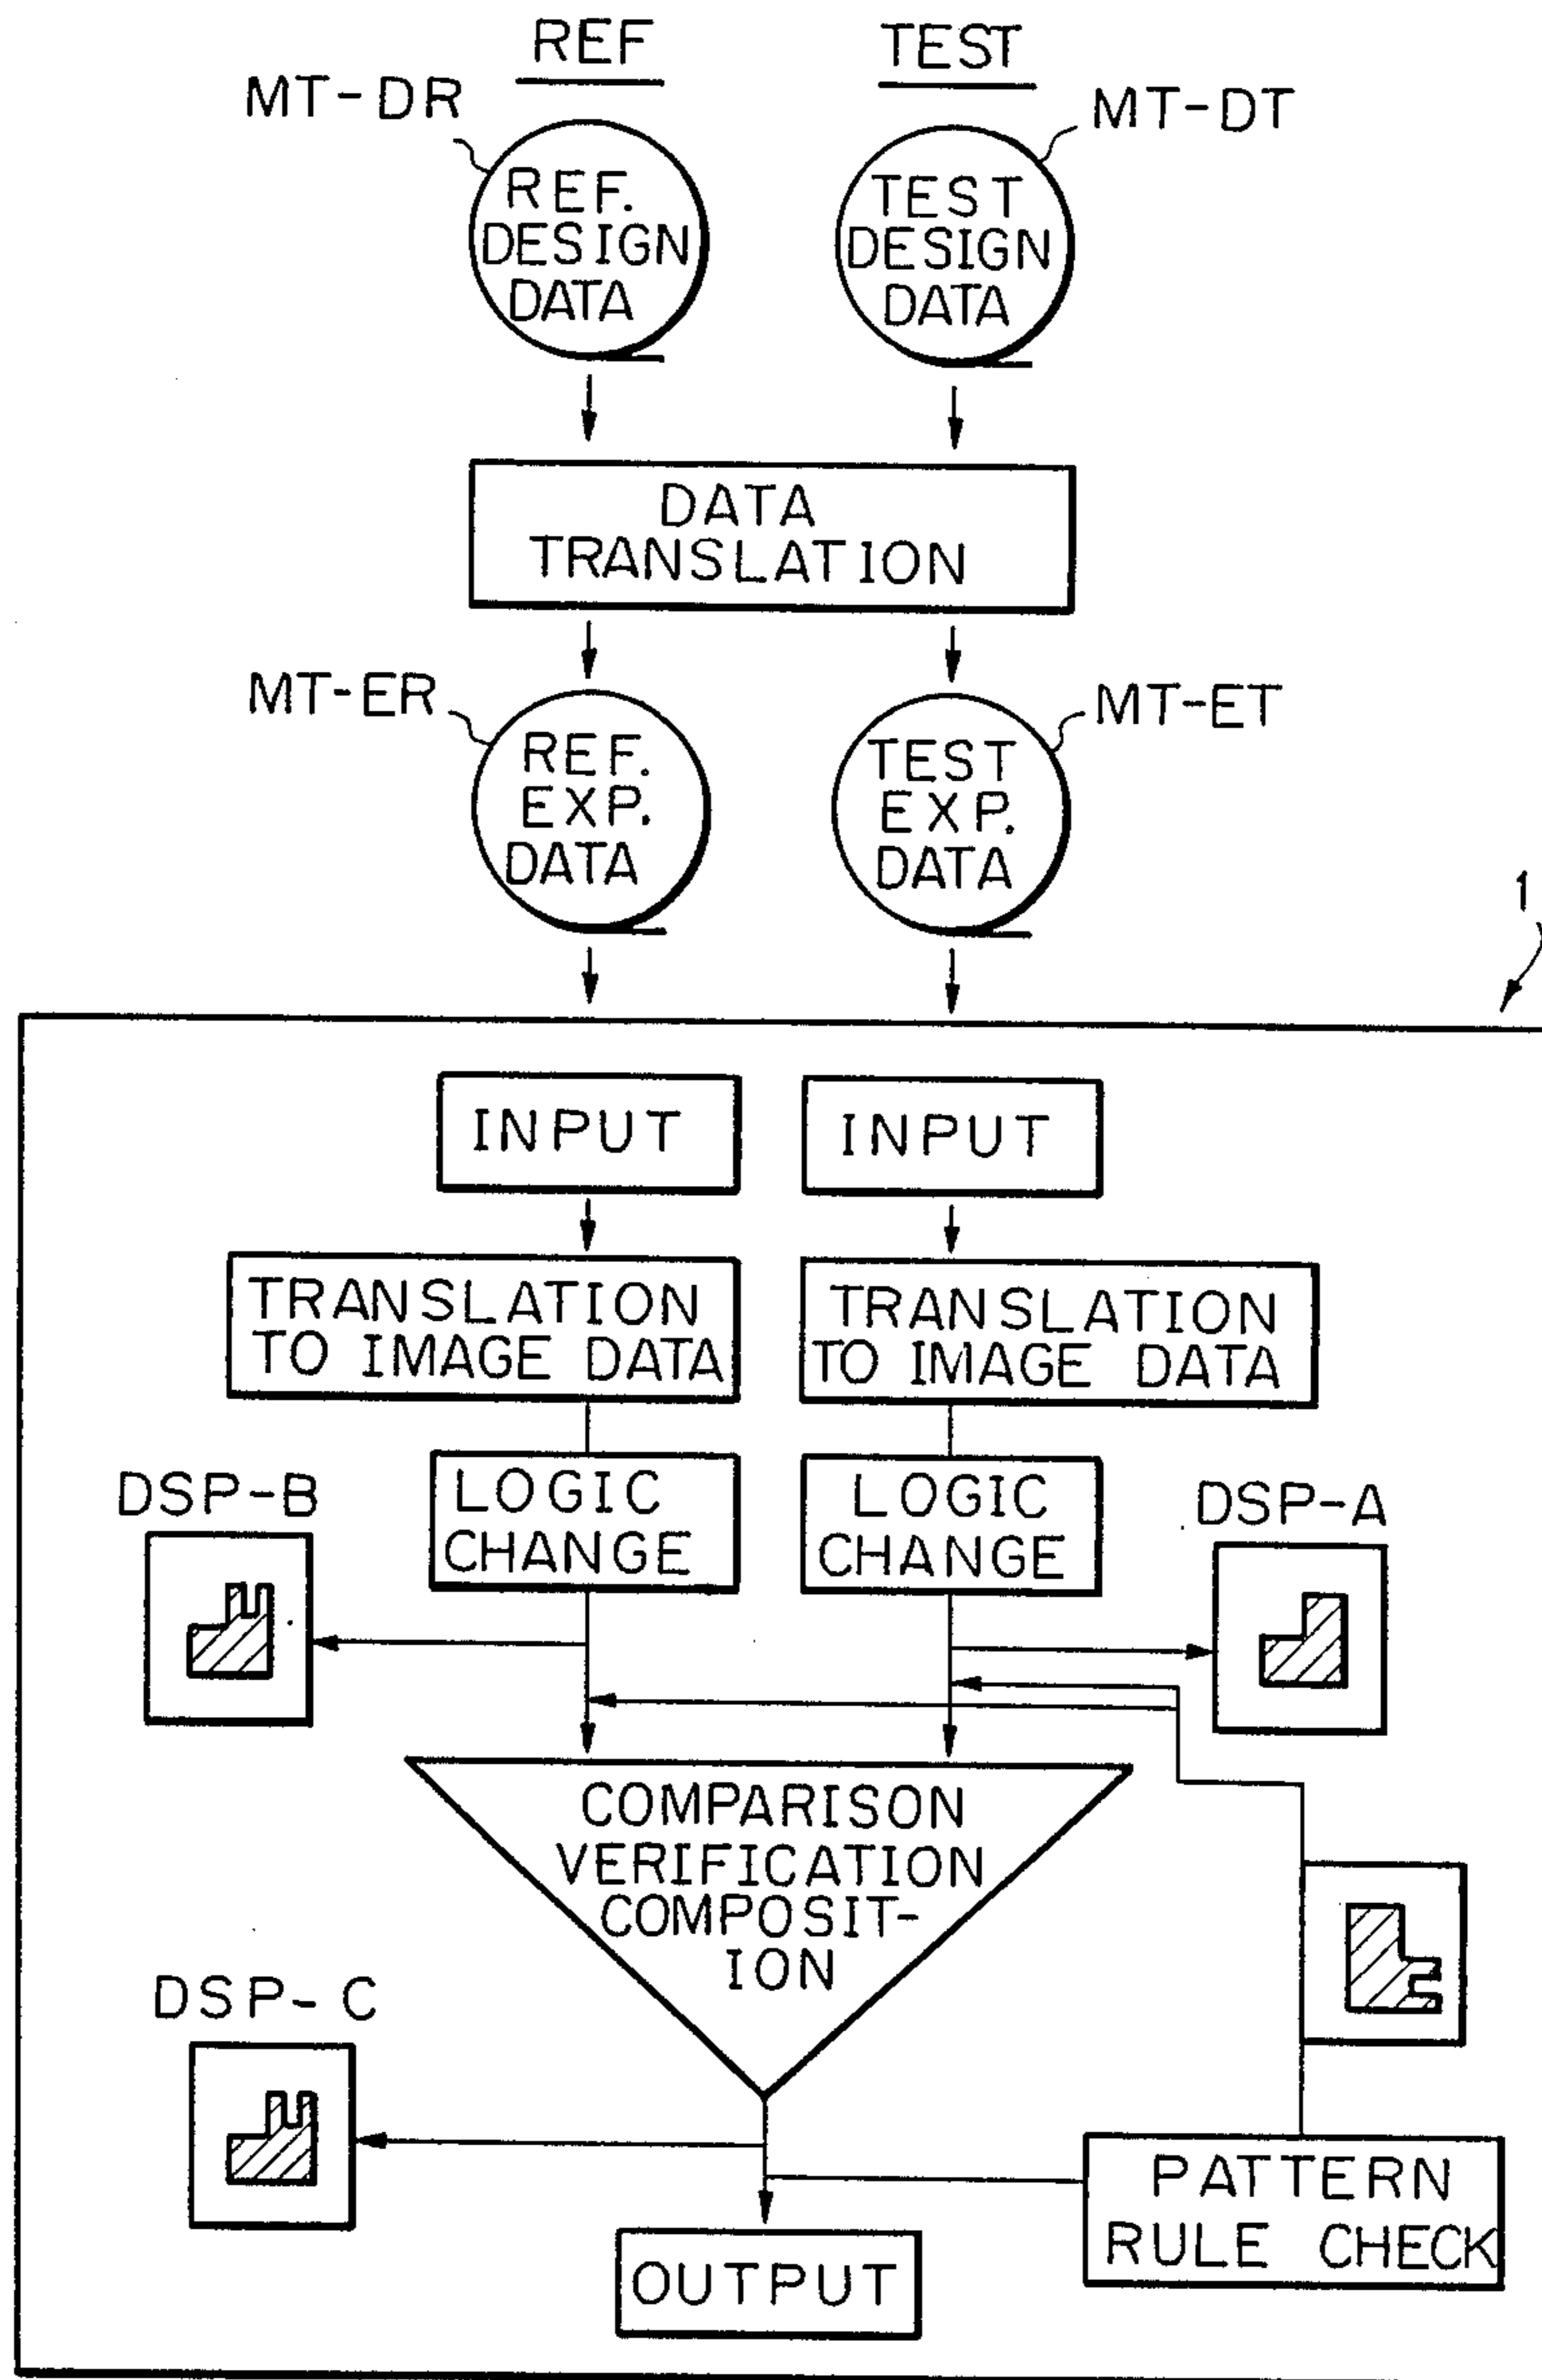 REF
TEST
MT-DR
MT-DT
REF.
DESIGN
DATA
TEST
DESIGN
DATA
DATA
TRANSLATION
MT-ER
MT-ET
REF.
EXP.
DATA
TEST
EXP.
DATA
1
INPUT
INPUT
TRANSLATION
TO IMAGE DATA
TRANSLATION
TO IMAGE DATA
DSP-B
LOGIC
CHANGE
LOGIC
CHANGE
DSP-A
COMPARISON
VERIFICATION
COMPOSIT-
ION
DSP-C
PATTERN
RULE CHECK
OUTPUT